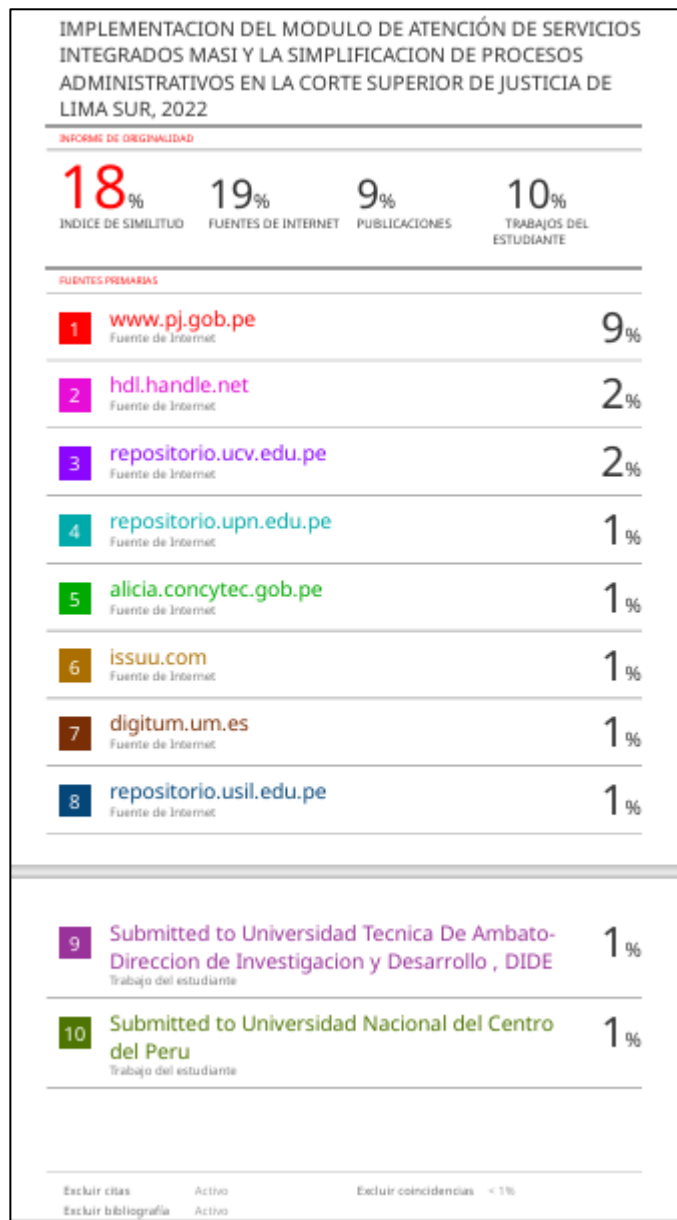 IMPLEMENTACION DEL MODULO DE ATENCIÓN DE SERVICIOS
INTEGRADOS MASI Y LA SIMPLIFICACION DE PROCESOS
ADMINISTRATIVOS EN LA CORTE SUPERIOR DE JUSTICIA DE
LIMA SUR, 2022
INFORME DE ORIGINALIDAD
18% 19% 9% 10%
INDICE DE SIMILITUD FUENTES DE INTERNET PUBLICACIONES TRABAJOS DEL
ESTUDIANTE
FUENTES PRIMARIAS
1 www.pj.gob.pe 9%
Fuente de Internet
2 hdl.handle.net 2%
Fuente de Internet
3 repositorio.ucv.edu.pe 2%
Fuente de Internet
4 repositorio.upn.edu.pe 1%
Fuente de Internet
5 alicia.concytec.gob.pe 1%
Fuente de Internet
6 issuu.com 1%
Fuente de Internet
7 digitum.um.es 1%
Fuente de Internet
8 repositorio.usil.edu.pe 1%
Fuente de Internet
9 Submitted to Universidad Tecnica De Ambato- 1%
Direccion de Investigacion y Desarrollo , DIDE
Trabajo del estudiante
10 Submitted to Universidad Nacional del Centro 1%
del Peru
Trabajo del estudiante
Excluir citas Activo Excluir coincidencias < 1%
Excluir bibliografía Activo